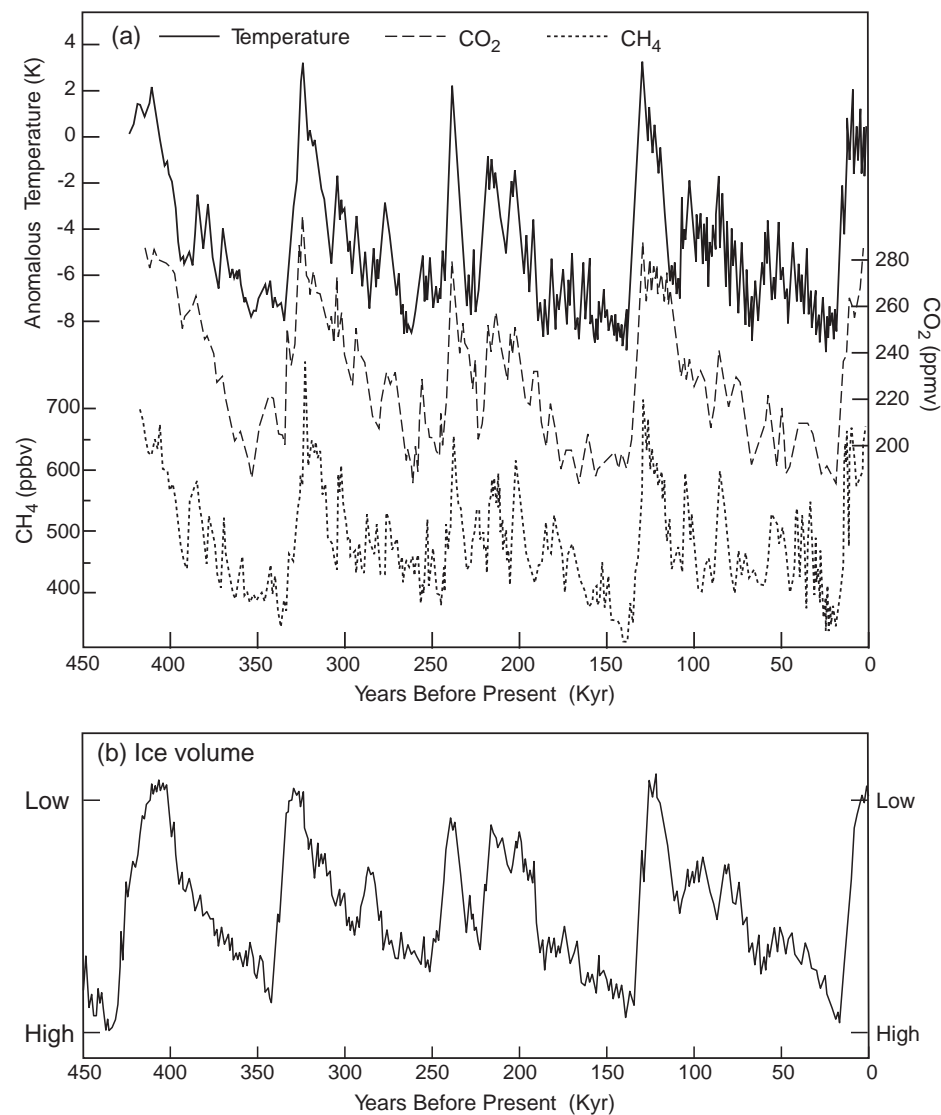 (a) Temperature CO2 CH4
4
2
0
-2
-4
-6
-8
Anomalous Temperature (K)
700
600
500
400
CH4 (ppbv)
280
260
240
220
200
CO2 (ppmv)
450 400 350 300 250 200 150 100 50 0
Years Before Present (Kyr)
(b) Ice volume
Low Low
High High
450 400 350 300 250 200 150 100 50 0
Years Before Present (Kyr)